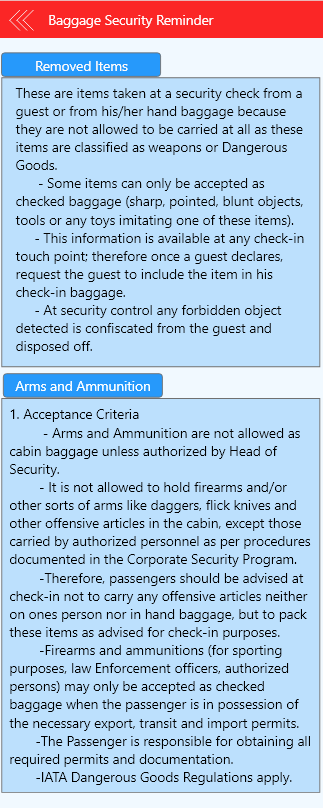 Baggage Security Reminder
Removed Items
These are items taken at a security check from a
guest or from his/her hand baggage because
they are not allowed to be carried at all as these
items are classified as weapons or Dangerous
Goods.
- Some items can only be accepted as
checked baggage (sharp, pointed, blunt objects,
tools or any toys imitating one of these items).
- This information is available at any check-in
touch point; therefore once a guest declares,
request the guest to include the item in his
check-in baggage.
- At security control any forbidden object
detected is confiscated from the guest and
disposed off.
Arms and Ammunition
1. Acceptance Criteria
- Arms and Ammunition are not allowed as
cabin baggage unless authorized by Head of
Security.
- It is not allowed to hold firearms and/or
other sorts of arms like daggers, flick knives and
other offensive articles in the cabin, except those
carried by authorized personnel as per procedures
documented in the Corporate Security Program.
-Therefore, passengers should be advised at
check-in not to carry any offensive articles neither
on ones person nor in hand baggage, but to pack
these items as advised for check-in purposes.
-Firearms and ammunitions (for sporting
purposes, law Enforcement officers, authorized
persons) may only be accepted as checked
baggage when the passenger is in possession of
the necessary export, transit and import permits.
-The Passenger is responsible for obtaining all
required permits and documentation.
-IATA Dangerous Goods Regulations apply.